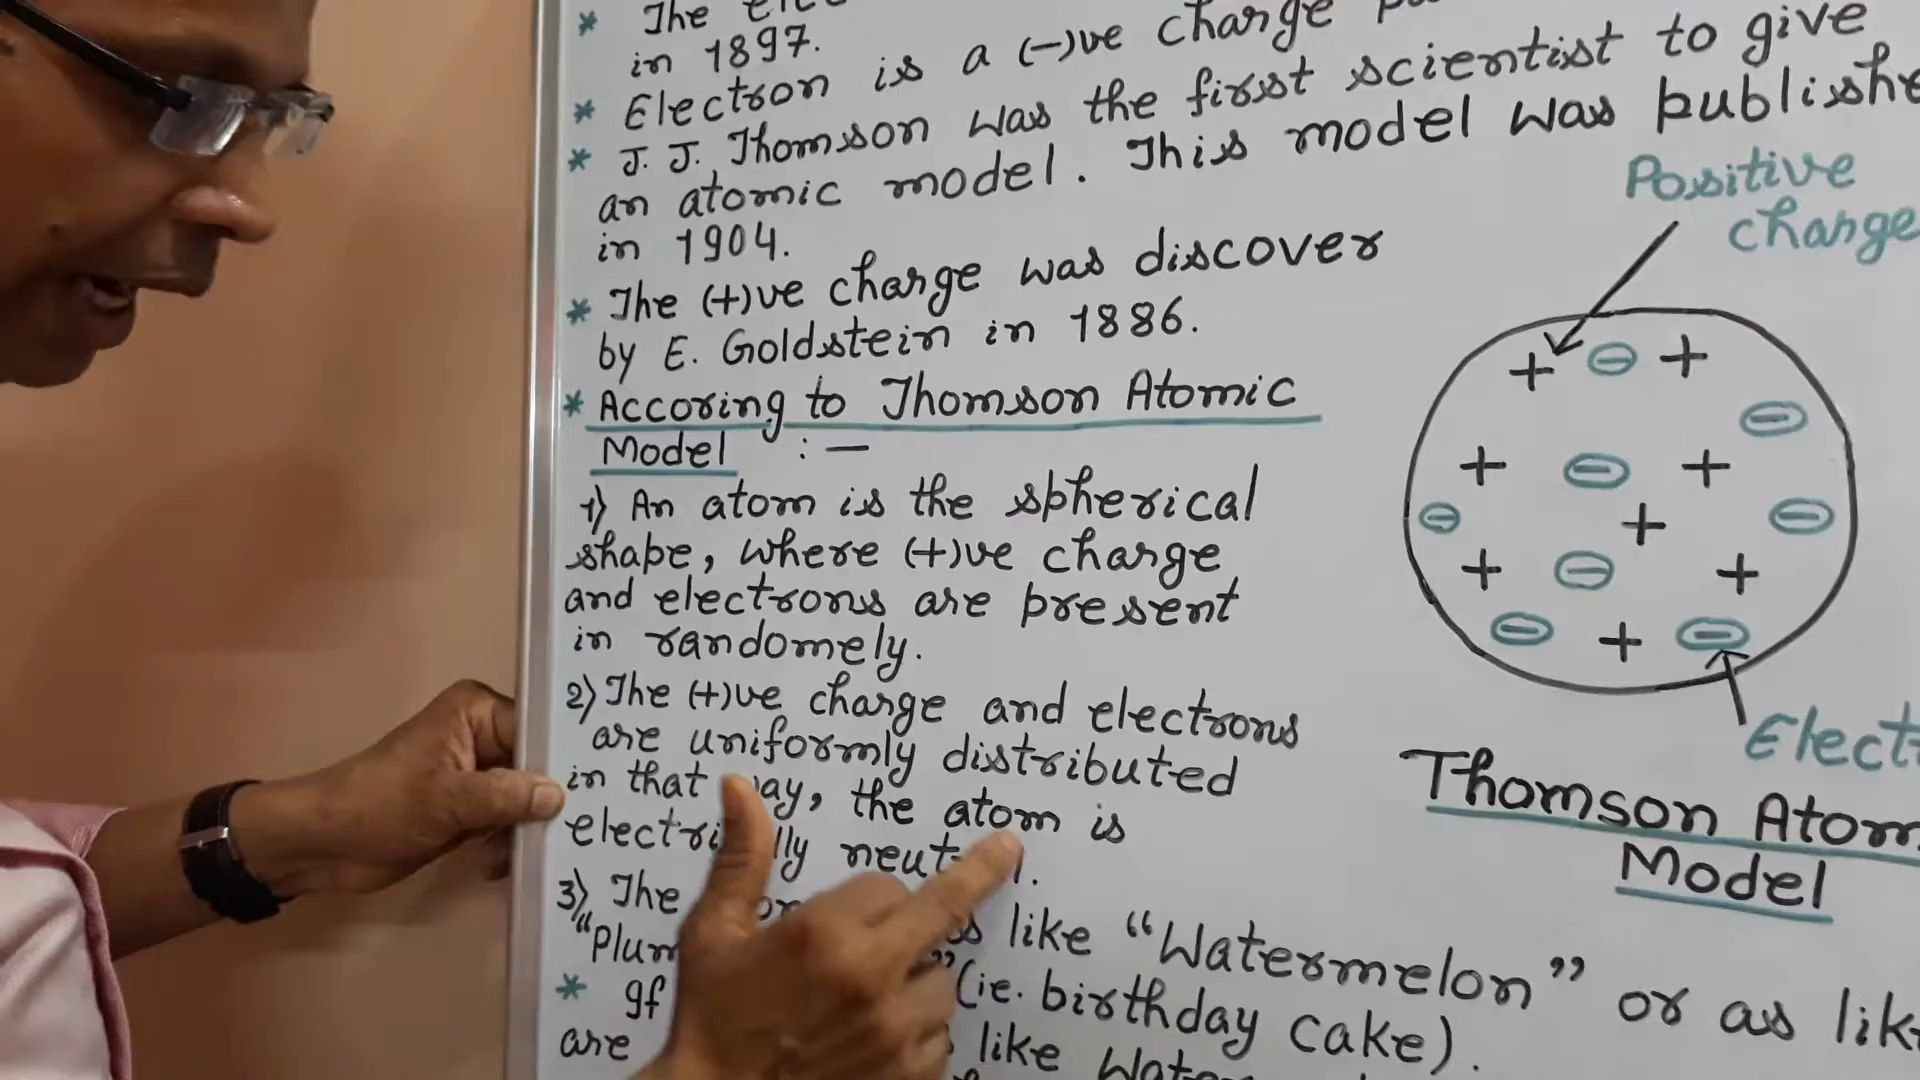 * The
in 1897.
* Electron is a (-)ve charge
* J. J. Thomson was the first scientist to give
an atomic model. This model was publishe
in 1904.
* The (+)ve charge was discover
by E. Goldstein in 1886.
* Accoring to Thomson Atomic
Model :—
1) An atom is the spherical
shape, where (+)ve charge
and electrons are present
in randomely.
2) The (+)ve charge and electrons
are uniformly distributed
in that way, the atom is
electrically neutral.
3) The like "Watermelon" or as
"Plum " (ie. birthday cake).
* If
are like
Positive
charge
+ ⊖ +
⊖
+ ⊖ +
⊖ + ⊖
+ ⊖ +
⊖ + ⊖
Elect
Thomson Atom
Model